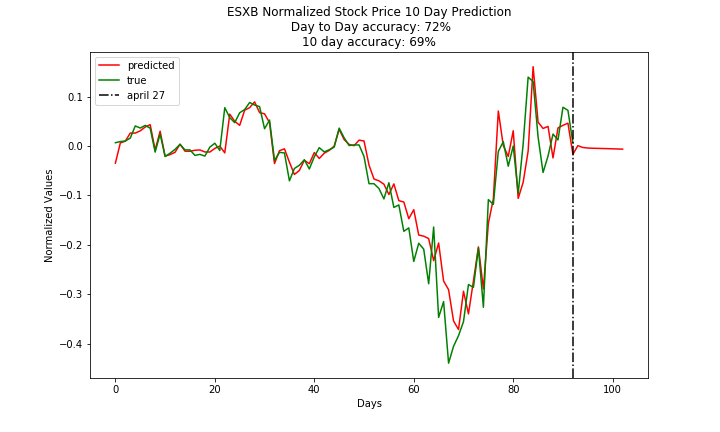 ESXB Normalized Stock Price 10 Day Prediction
Day to Day accuracy: 72%
10 day accuracy: 69%
predicted
true
april 27
Normalized Values
0.1
0.0
−0.1
−0.2
−0.3
−0.4
0 20 40 60 80 100
Days